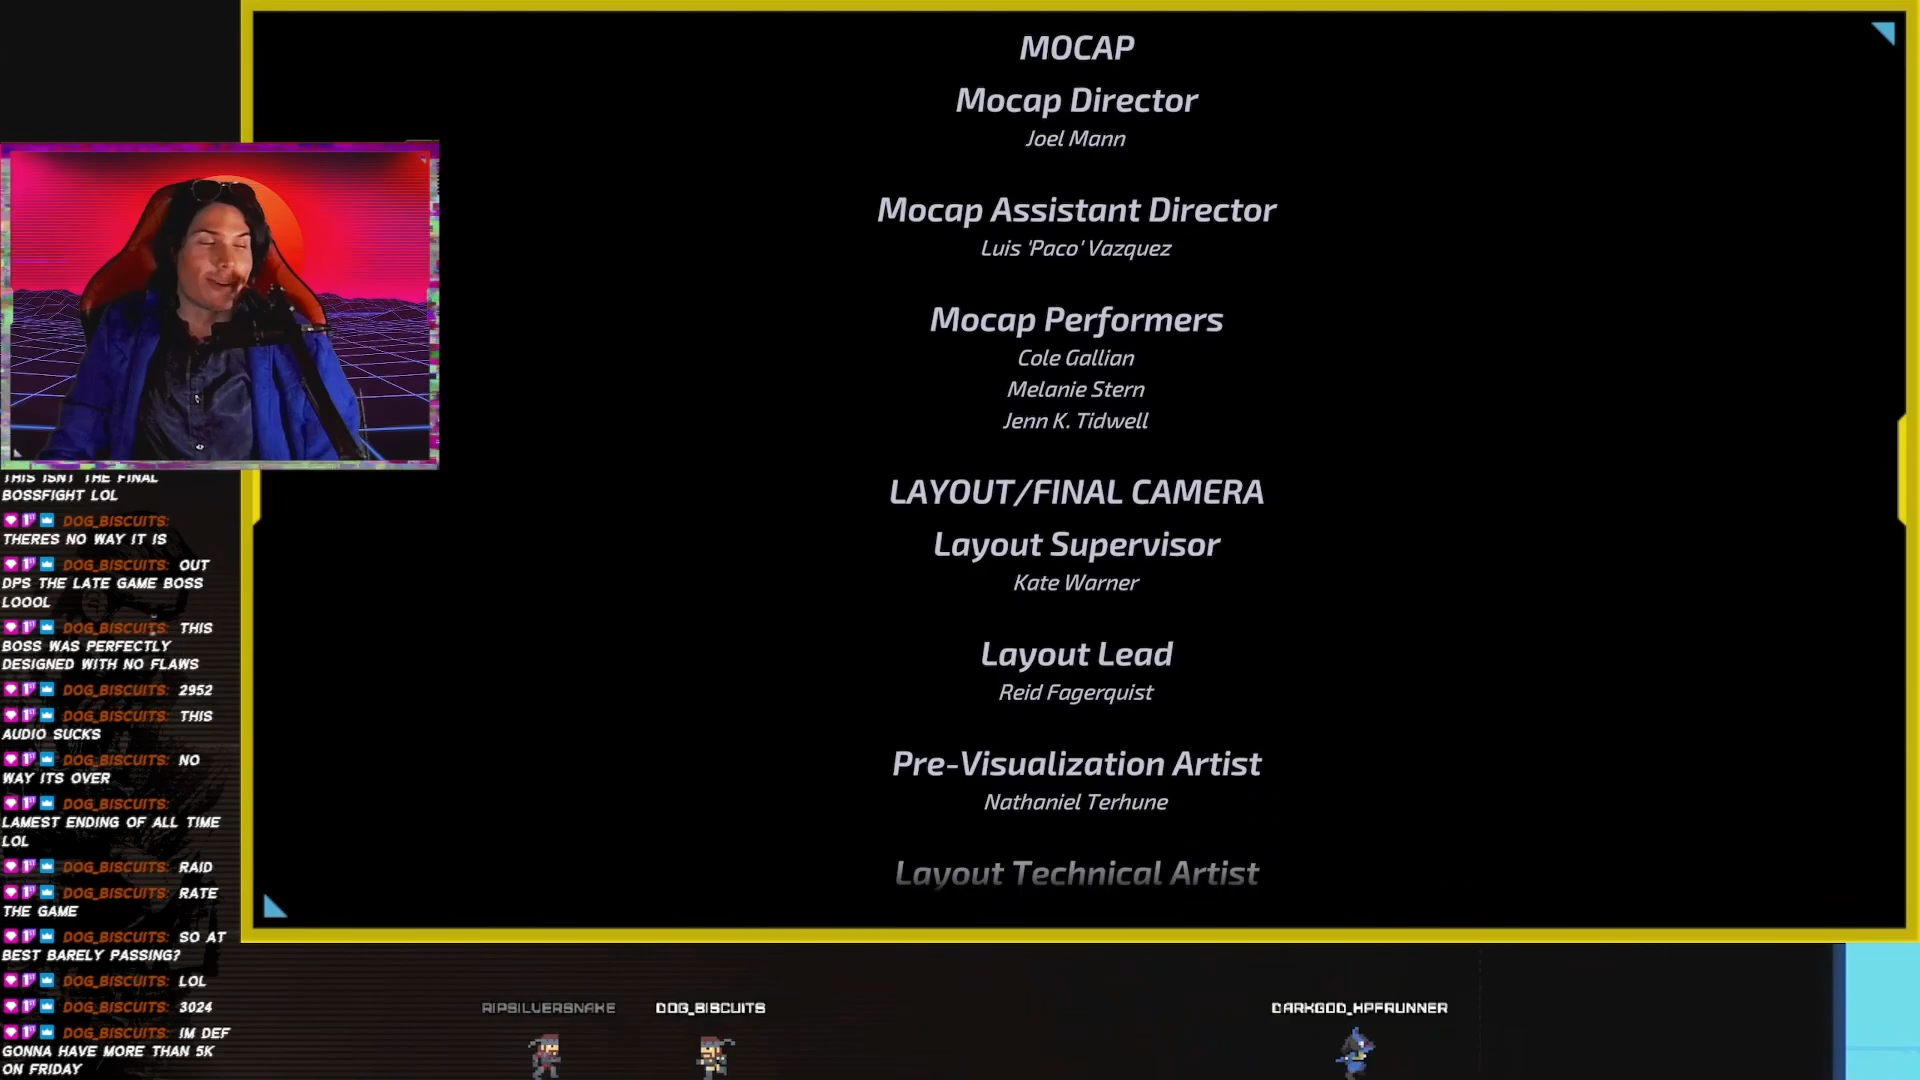 MOCAP
Mocap Director
Joel Mann
Mocap Assistant Director
Luis 'Paco' Vazquez
Mocap Performers
Cole Gallian
Melanie Stern
Jenn K. Tidwell
LAYOUT/FINAL CAMERA
Layout Supervisor
Kate Warner
Layout Lead
Reid Fagerquist
Pre-Visualization Artist
Nathaniel Terhune
Layout Technical Artist
THIS ISNT THE FINAL
BOSSFIGHT LOL
DOG_BISCUITS:
THERES NO WAY IT IS
DOG_BISCUITS: OUT
DPS THE LATE GAME BOSS
LOOOL
DOG_BISCUITS: THIS
BOSS WAS PERFECTLY
DESIGNED WITH NO FLAWS
DOG_BISCUITS: 2952
DOG_BISCUITS: THIS
AUDIO SUCKS
DOG_BISCUITS: NO
WAY ITS OVER
DOG_BISCUITS:
LAMEST ENDING OF ALL TIME
LOL
DOG_BISCUITS: RAID
DOG_BISCUITS: RATE
THE GAME
DOG_BISCUITS: SO AT
BEST BARELY PASSING?
DOG_BISCUITS: LOL
DOG_BISCUITS: 3024
DOG_BISCUITS: IM DEF
GONNA HAVE MORE THAN 5K
ON FRIDAY
RIPSILVERSNAKE
DOG_BISCUITS
DARKGOD_HPFRUNNER